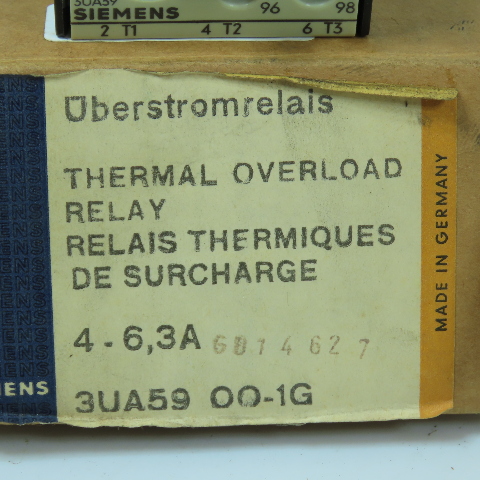 3UA59
96 98
SIEMENS
2 T1 4 T2 6 T3
Überstromrelais
THERMAL OVERLOAD
RELAY
RELAIS THERMIQUES
DE SURCHARGE
4-6,3A
3UA59 00-1G
MADE IN GERMANY
IENS